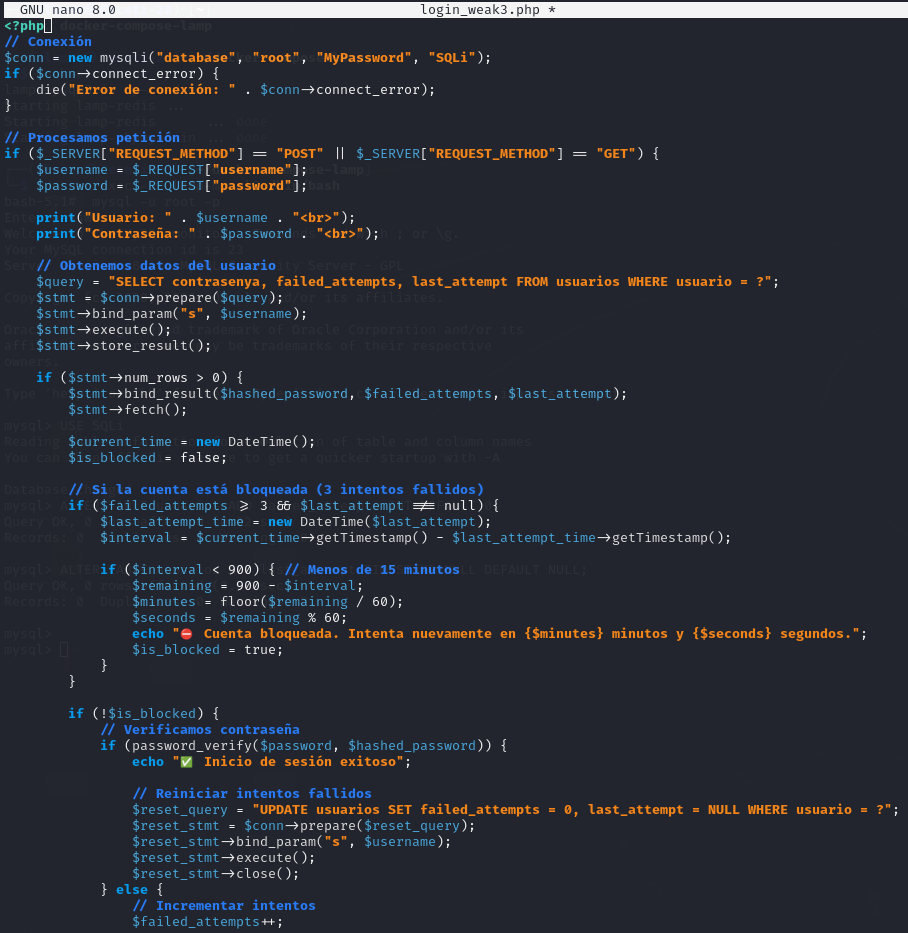 GNU nano 8.0 login_weak3.php *
<?php
// Conexión
$conn = new mysqli("database", "root", "MyPassword", "SQLi");
if ($conn->connect_error) {
    die("Error de conexión: " . $conn->connect_error);
}

// Procesamos petición
if ($_SERVER["REQUEST_METHOD"] == "POST" || $_SERVER["REQUEST_METHOD"] == "GET") {
    $username = $_REQUEST["username"];
    $password = $_REQUEST["password"];

    print("Usuario: " . $username . "<br>");
    print("Contraseña: " . $password . "<br>");

    // Obtenemos datos del usuario
    $query = "SELECT contrasenya, failed_attempts, last_attempt FROM usuarios WHERE usuario = ?";
    $stmt = $conn->prepare($query);
    $stmt->bind_param("s", $username);
    $stmt->execute();
    $stmt->store_result();

    if ($stmt->num_rows > 0) {
        $stmt->bind_result($hashed_password, $failed_attempts, $last_attempt);
        $stmt->fetch();

        $current_time = new DateTime();
        $is_blocked = false;

        // Si la cuenta está bloqueada (3 intentos fallidos)
        if ($failed_attempts >= 3 && $last_attempt !== null) {
            $last_attempt_time = new DateTime($last_attempt);
            $interval = $current_time->getTimestamp() - $last_attempt_time->getTimestamp();

            if ($interval < 900) { // Menos de 15 minutos
                $remaining = 900 - $interval;
                $minutes = floor($remaining / 60);
                $seconds = $remaining % 60;
                echo "⛔ Cuenta bloqueada. Intenta nuevamente en {$minutes} minutos y {$seconds} segundos.";
                $is_blocked = true;
            }
        }

        if (!$is_blocked) {
            // Verificamos contraseña
            if (password_verify($password, $hashed_password)) {
                echo "✅ Inicio de sesión exitoso";

                // Reiniciar intentos fallidos
                $reset_query = "UPDATE usuarios SET failed_attempts = 0, last_attempt = NULL WHERE usuario = ?";
                $reset_stmt = $conn->prepare($reset_query);
                $reset_stmt->bind_param("s", $username);
                $reset_stmt->execute();
                $reset_stmt->close();
            } else {
                // Incrementar intentos
                $failed_attempts++;